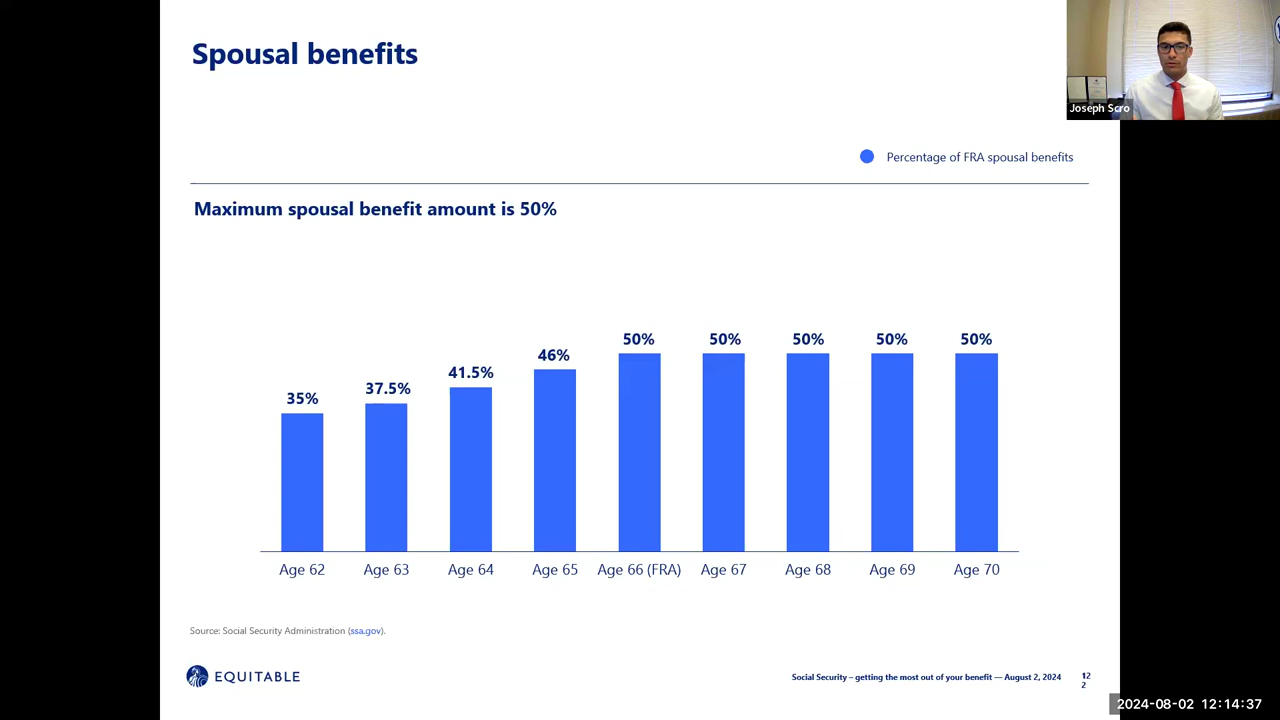 Spousal benefits
Joseph Scro
Percentage of FRA spousal benefits
Maximum spousal benefit amount is 50%
35%
37.5%
41.5%
46%
50%
50%
50%
50%
50%
Age 62
Age 63
Age 64
Age 65
Age 66 (FRA)
Age 67
Age 68
Age 69
Age 70
Source: Social Security Administration (ssa.gov).
EQUITABLE
Social Security – getting the most out of your benefit — August 2, 2024
12
2
2024-08-02 12:14:37